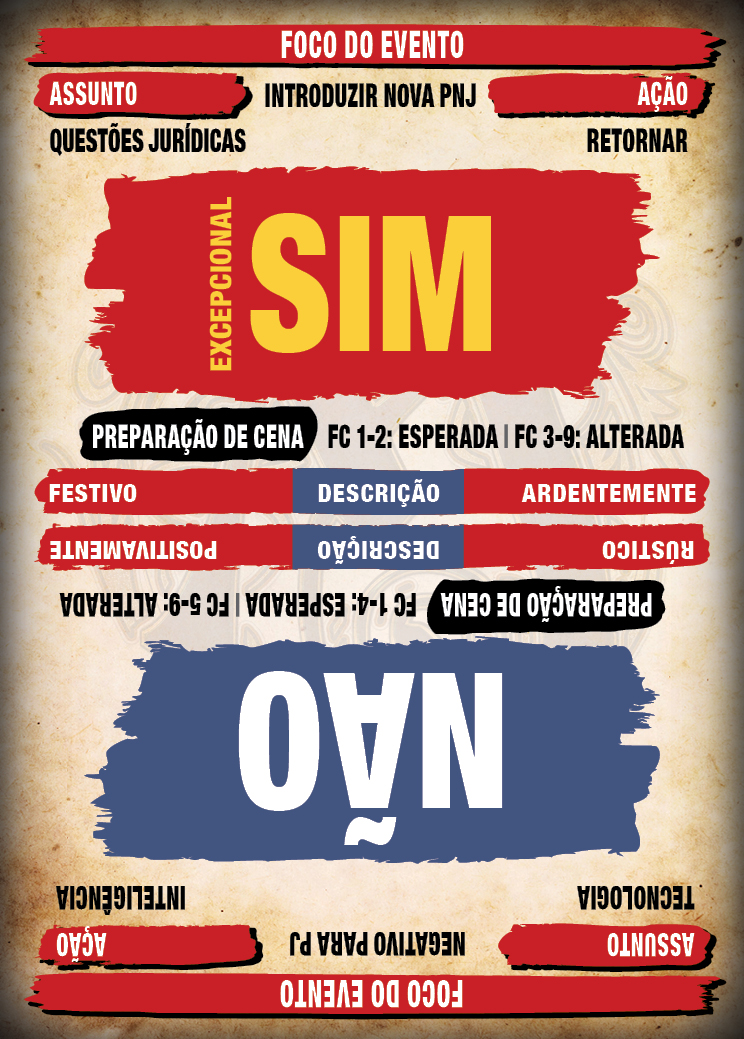 FOCO DO EVENTO
ASSUNTO INTRODUZIR NOVA PNJ AÇÃO
QUESTÕES JURÍDICAS RETORNAR
EXCEPCIONAL SIM
PREPARAÇÃO DE CENA FC 1-2: ESPERADA | FC 3-9: ALTERADA
FESTIVO DESCRIÇÃO ARDENTEMENTE
FOCO DO EVENTO
ASSUNTO NEGATIVO PARA PJ AÇÃO
TECNOLOGIA INTELIGÊNCIA
NÃO
PREPARAÇÃO DE CENA FC 1-4: ESPERADA | FC 5-9: ALTERADA
RÚSTICO DESCRIÇÃO POSITIVAMENTE